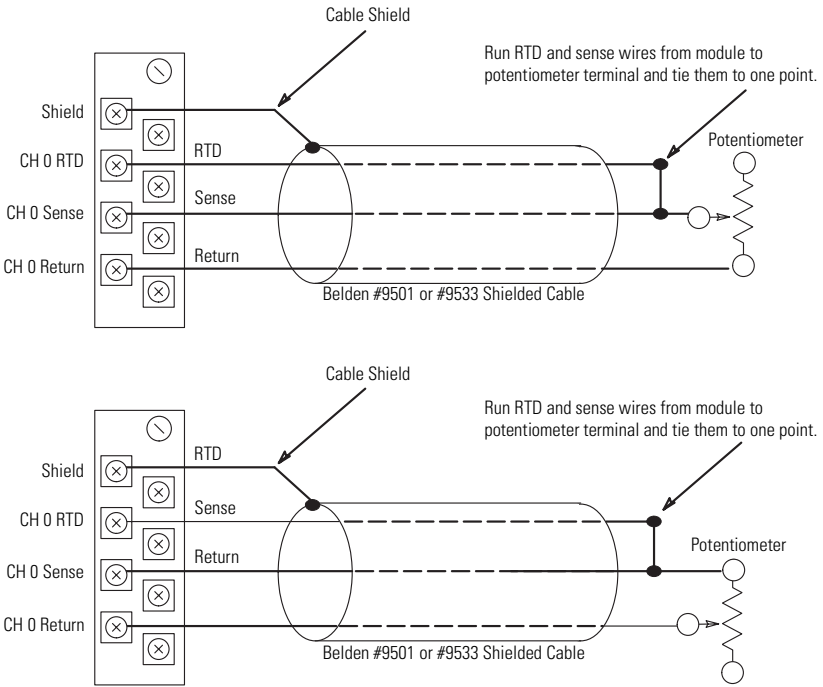 Cable Shield
Run RTD and sense wires from module to
potentiometer terminal and tie them to one point.
Shield
RTD
Potentiometer
CH 0 RTD
Sense
CH 0 Sense
Return
CH 0 Return
Belden #9501 or #9533 Shielded Cable
Cable Shield
Run RTD and sense wires from module to
potentiometer terminal and tie them to one point.
RTD
Shield
Sense
CH 0 RTD
Return
Potentiometer
CH 0 Sense
CH 0 Return
Belden #9501 or #9533 Shielded Cable